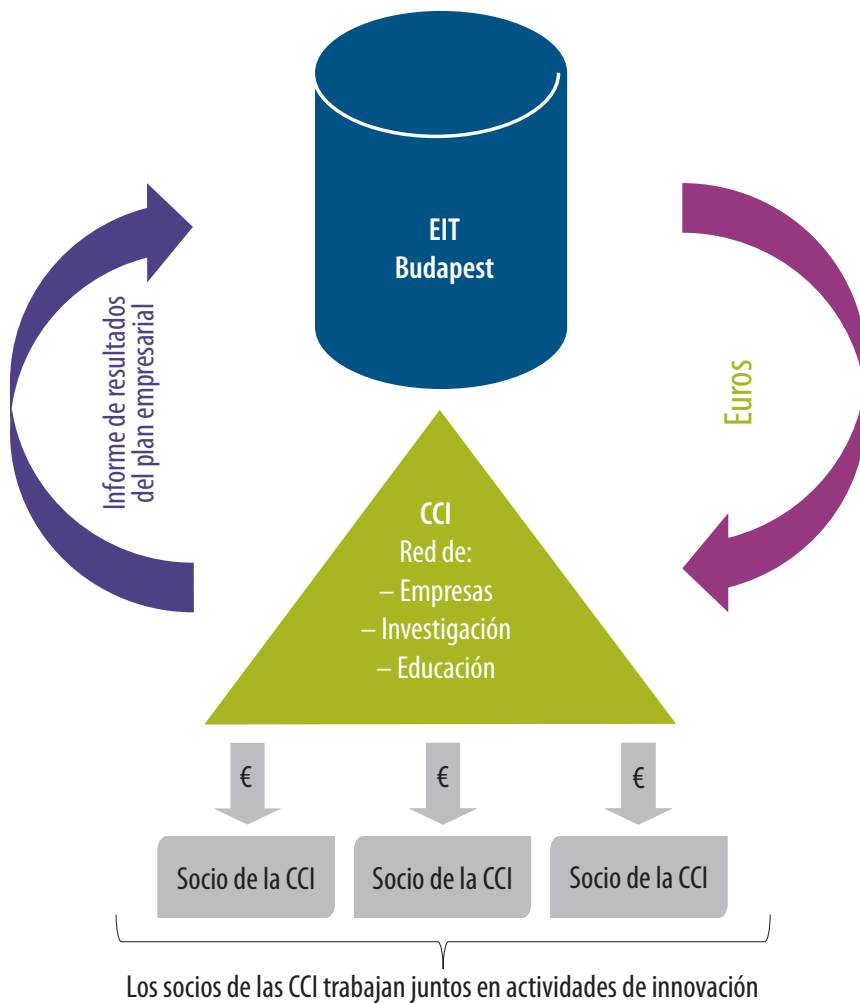 EIT
Budapest
Informe de resultados
del plan empresarial
Euros
CCI
Red de:
– Empresas
– Investigación
– Educación
€
€
€
Socio de la CCI
Socio de la CCI
Socio de la CCI
Los socios de las CCI trabajan juntos en actividades de innovación